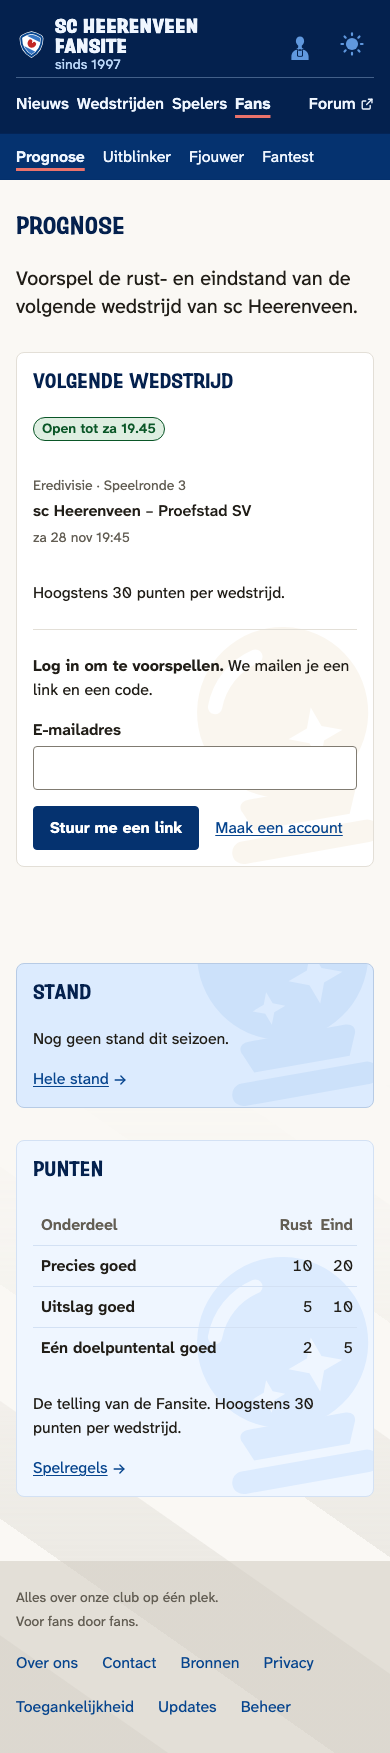 SC HEERENVEEN
FANSITE
sinds 1997
Nieuws Wedstrijden Spelers Fans Forum
Prognose Uitblinker Fjouwer Fantest
PROGNOSE
Voorspel de rust- en eindstand van de
volgende wedstrijd van sc Heerenveen.
VOLGENDE WEDSTRIJD
Open tot za 19.45
Eredivisie · Speelronde 3
sc Heerenveen – Proefstad SV
za 28 nov 19:45
Hoogstens 30 punten per wedstrijd.
Log in om te voorspellen. We mailen je een
link en een code.
E-mailadres
Stuur me een link Maak een account
STAND
Nog geen stand dit seizoen.
Hele stand →
PUNTEN
Onderdeel Rust Eind
Precies goed 10 20
Uitslag goed 5 10
Eén doelpuntental goed 2 5
De telling van de Fansite. Hoogstens 30
punten per wedstrijd.
Spelregels →
Alles over onze club op één plek.
Voor fans door fans.
Over ons Contact Bronnen Privacy
Toegankelijkheid Updates Beheer